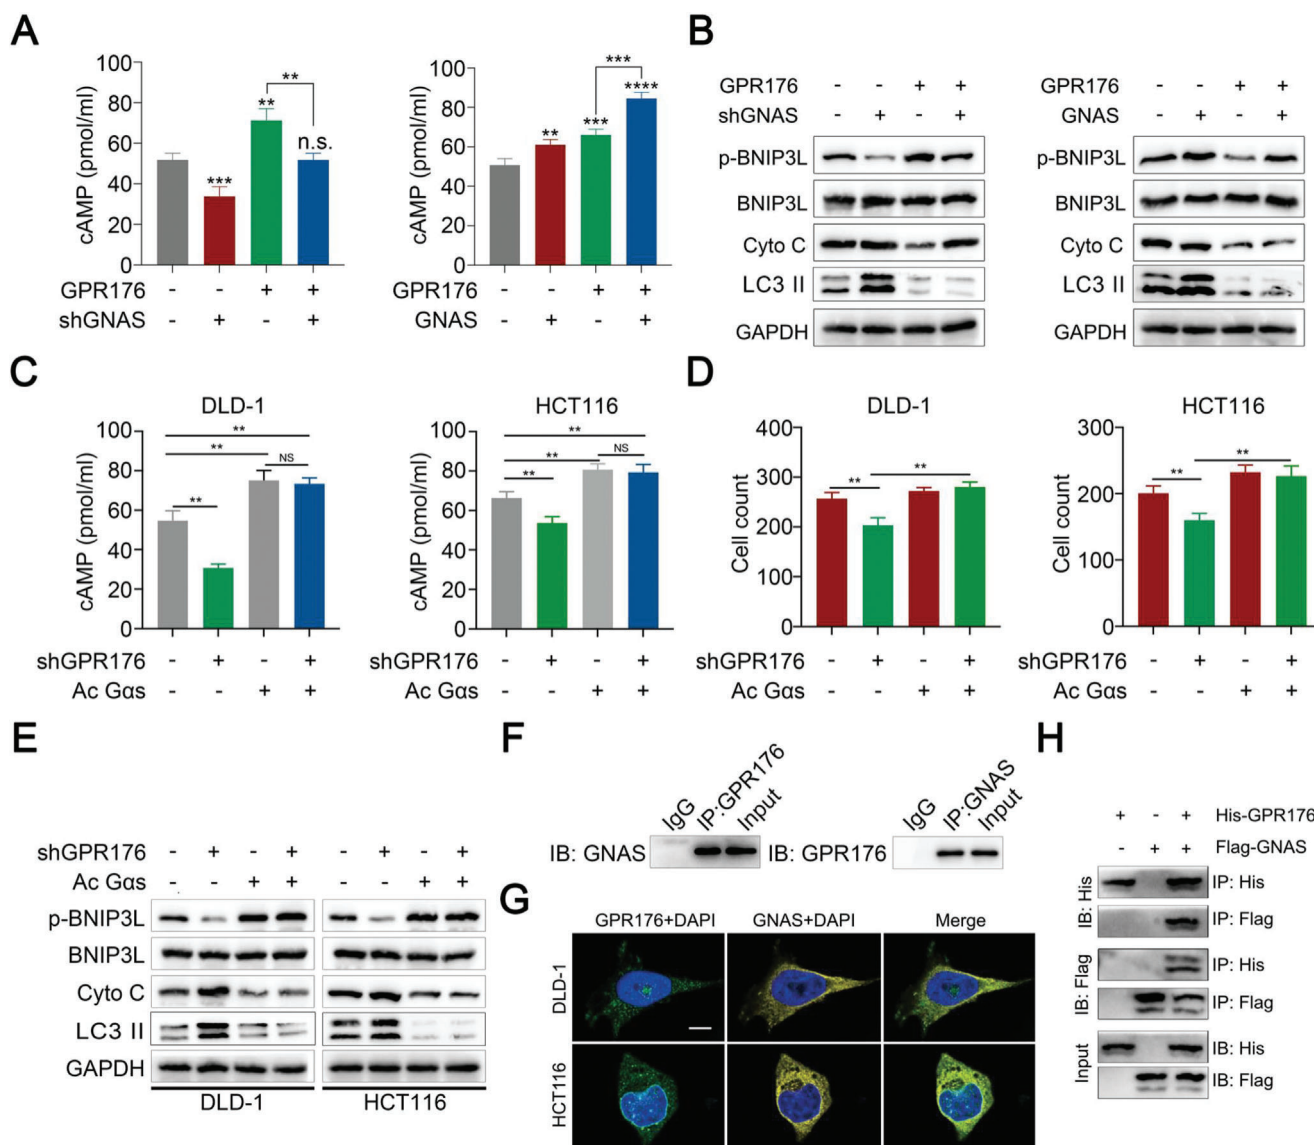 A
cAMP (pmol/ml)
100
80
60
40
20
0
***
**
n.s.
**
GPR176 - - + +
shGNAS - + - +
cAMP (pmol/ml)
100
80
60
40
20
0
**
***
****
***
GPR176 - - + +
GNAS - + - +
B
GPR176 - - + +
shGNAS - + - +
p-BNIP3L
BNIP3L
Cyto C
LC3 II
GAPDH
GPR176 - - + +
GNAS - + - +
p-BNIP3L
BNIP3L
Cyto C
LC3 II
GAPDH
C
DLD-1
cAMP (pmol/ml)
100
80
60
40
20
0
**
**
NS
**
shGPR176 - + - +
Ac Gαs - - + +
HCT116
cAMP (pmol/ml)
100
80
60
40
20
0
**
**
NS
**
shGPR176 - + - +
Ac Gαs - - + +
D
DLD-1
Cell count
400
300
200
100
0
**
**
shGPR176 - + - +
Ac Gαs - - + +
HCT116
Cell count
300
200
100
0
**
**
shGPR176 - + - +
Ac Gαs - - + +
E
shGPR176 - + - + - + - +
Ac Gαs - - + + - - + +
p-BNIP3L
BNIP3L
Cyto C
LC3 II
GAPDH
DLD-1 HCT116
F
IgG IP:GPR176 Input
IB: GNAS
IgG IP:GNAS Input
IB: GPR176
G
GPR176+DAPI GNAS+DAPI Merge
DLD-1
HCT116
H
+ - + His-GPR176
- + + Flag-GNAS
IB: His
IP: His
IP: Flag
IB: Flag
IP: His
IP: Flag
Input
IB: His
IB: Flag